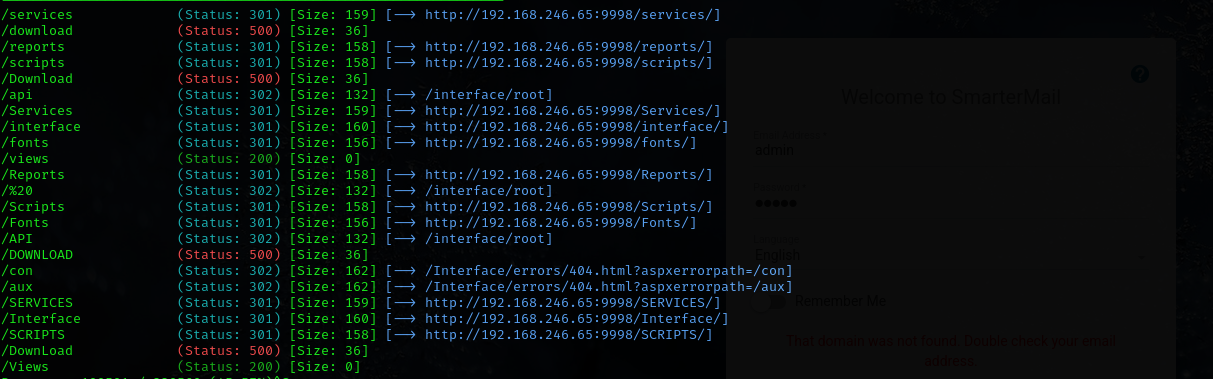 /services (Status: 301) [Size: 159] [--> http://192.168.246.65:9998/services/]
/download (Status: 500) [Size: 36]
/reports (Status: 301) [Size: 158] [--> http://192.168.246.65:9998/reports/]
/scripts (Status: 301) [Size: 158] [--> http://192.168.246.65:9998/scripts/]
/Download (Status: 500) [Size: 36]
/api (Status: 302) [Size: 132] [--> /interface/root]
/Services (Status: 301) [Size: 159] [--> http://192.168.246.65:9998/Services/]
/interface (Status: 301) [Size: 160] [--> http://192.168.246.65:9998/interface/]
/fonts (Status: 301) [Size: 156] [--> http://192.168.246.65:9998/fonts/]
/views (Status: 200) [Size: 0]
/Reports (Status: 301) [Size: 158] [--> http://192.168.246.65:9998/Reports/]
/%20 (Status: 302) [Size: 132] [--> /interface/root]
/Scripts (Status: 301) [Size: 158] [--> http://192.168.246.65:9998/Scripts/]
/Fonts (Status: 301) [Size: 156] [--> http://192.168.246.65:9998/Fonts/]
/API (Status: 302) [Size: 132] [--> /interface/root]
/DOWNLOAD (Status: 500) [Size: 36]
/con (Status: 302) [Size: 162] [--> /Interface/errors/404.html?aspxerrorpath=/con]
/aux (Status: 302) [Size: 162] [--> /Interface/errors/404.html?aspxerrorpath=/aux]
/SERVICES (Status: 301) [Size: 159] [--> http://192.168.246.65:9998/SERVICES/]
/Interface (Status: 301) [Size: 160] [--> http://192.168.246.65:9998/Interface/]
/SCRIPTS (Status: 301) [Size: 158] [--> http://192.168.246.65:9998/SCRIPTS/]
/DownLoad (Status: 500) [Size: 36]
/Views (Status: 200) [Size: 0]
?
Welcome to SmarterMail
admin
•••••
English
Remember Me
That domain was not found. Double check your email
address.